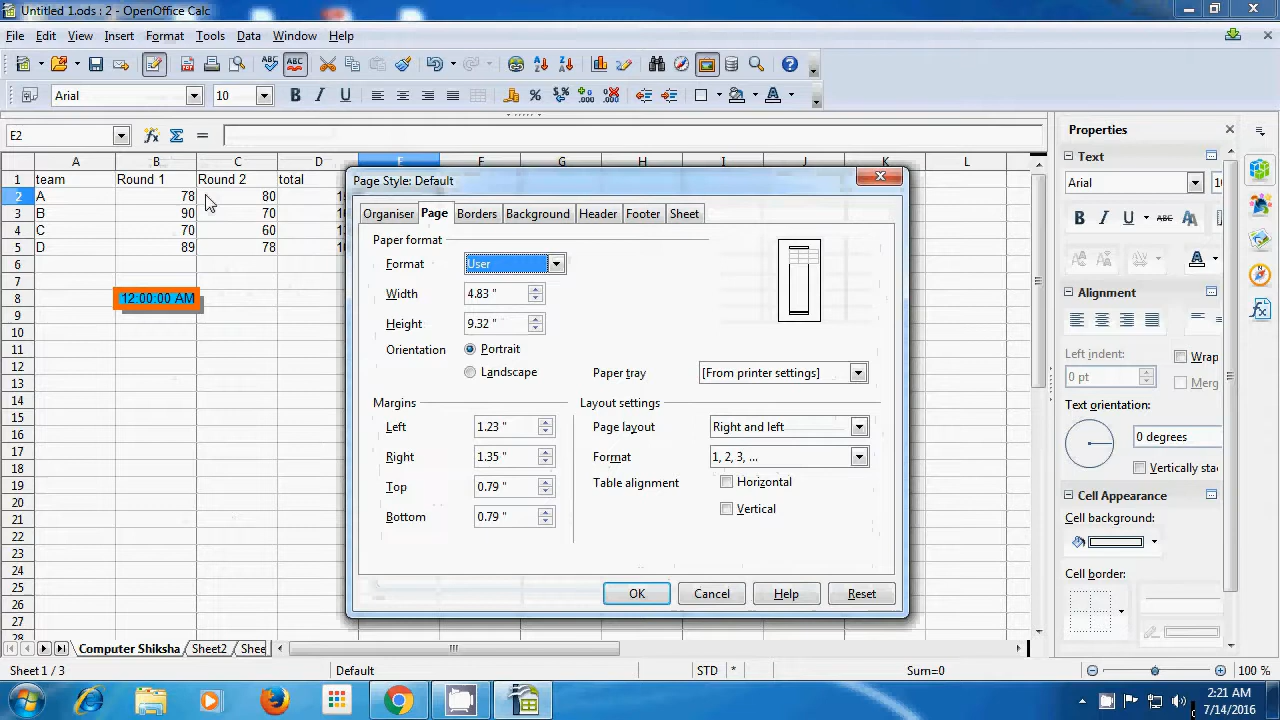 Untitled 1.ods : 2 - OpenOffice Calc
File Edit View Insert Format Tools Data Window Help
Arial 10
E2
A B C D E F G H I J K L
1 team Round 1 Round 2 total
2 A 78 80
3 B 90 70
4 C 70 60
5 D 89 78
6
7
8 12:00:00 AM
9
10
11
12
13
14
15
16
17
18
19
20
21
22
23
24
25
26
27
28
Page Style: Default
Organiser Page Borders Background Header Footer Sheet
Paper format
Format User
Width 4.83 "
Height 9.32 "
Orientation Portrait
Landscape
Paper tray [From printer settings]
Margins
Left 1.23 "
Right 1.35 "
Top 0.79 "
Bottom 0.79 "
Layout settings
Page layout Right and left
Format 1, 2, 3, ...
Table alignment Horizontal
Vertical
OK Cancel Help Reset
Properties
Text
Arial
Alignment
Left indent: Wrap
0 pt Merg
Text orientation:
0 degrees
Vertically stac
Cell Appearance
Cell background:
Cell border:
Computer Shiksha Sheet2 Shee
Sheet 1 / 3 Default STD * Sum=0 100 %
2:21 AM
7/14/2016